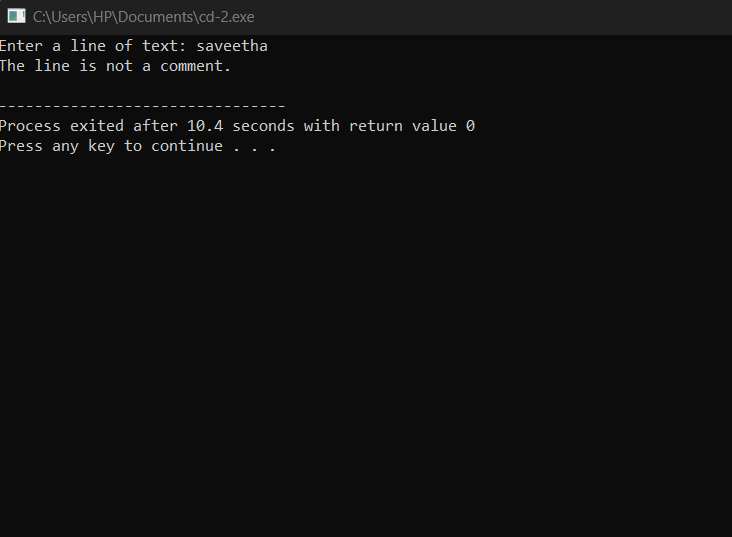 C:\Users\HP\Documents\cd-2.exe
Enter a line of text: saveetha
The line is not a comment.
--------------------------------
Process exited after 10.4 seconds with return value 0
Press any key to continue . . .